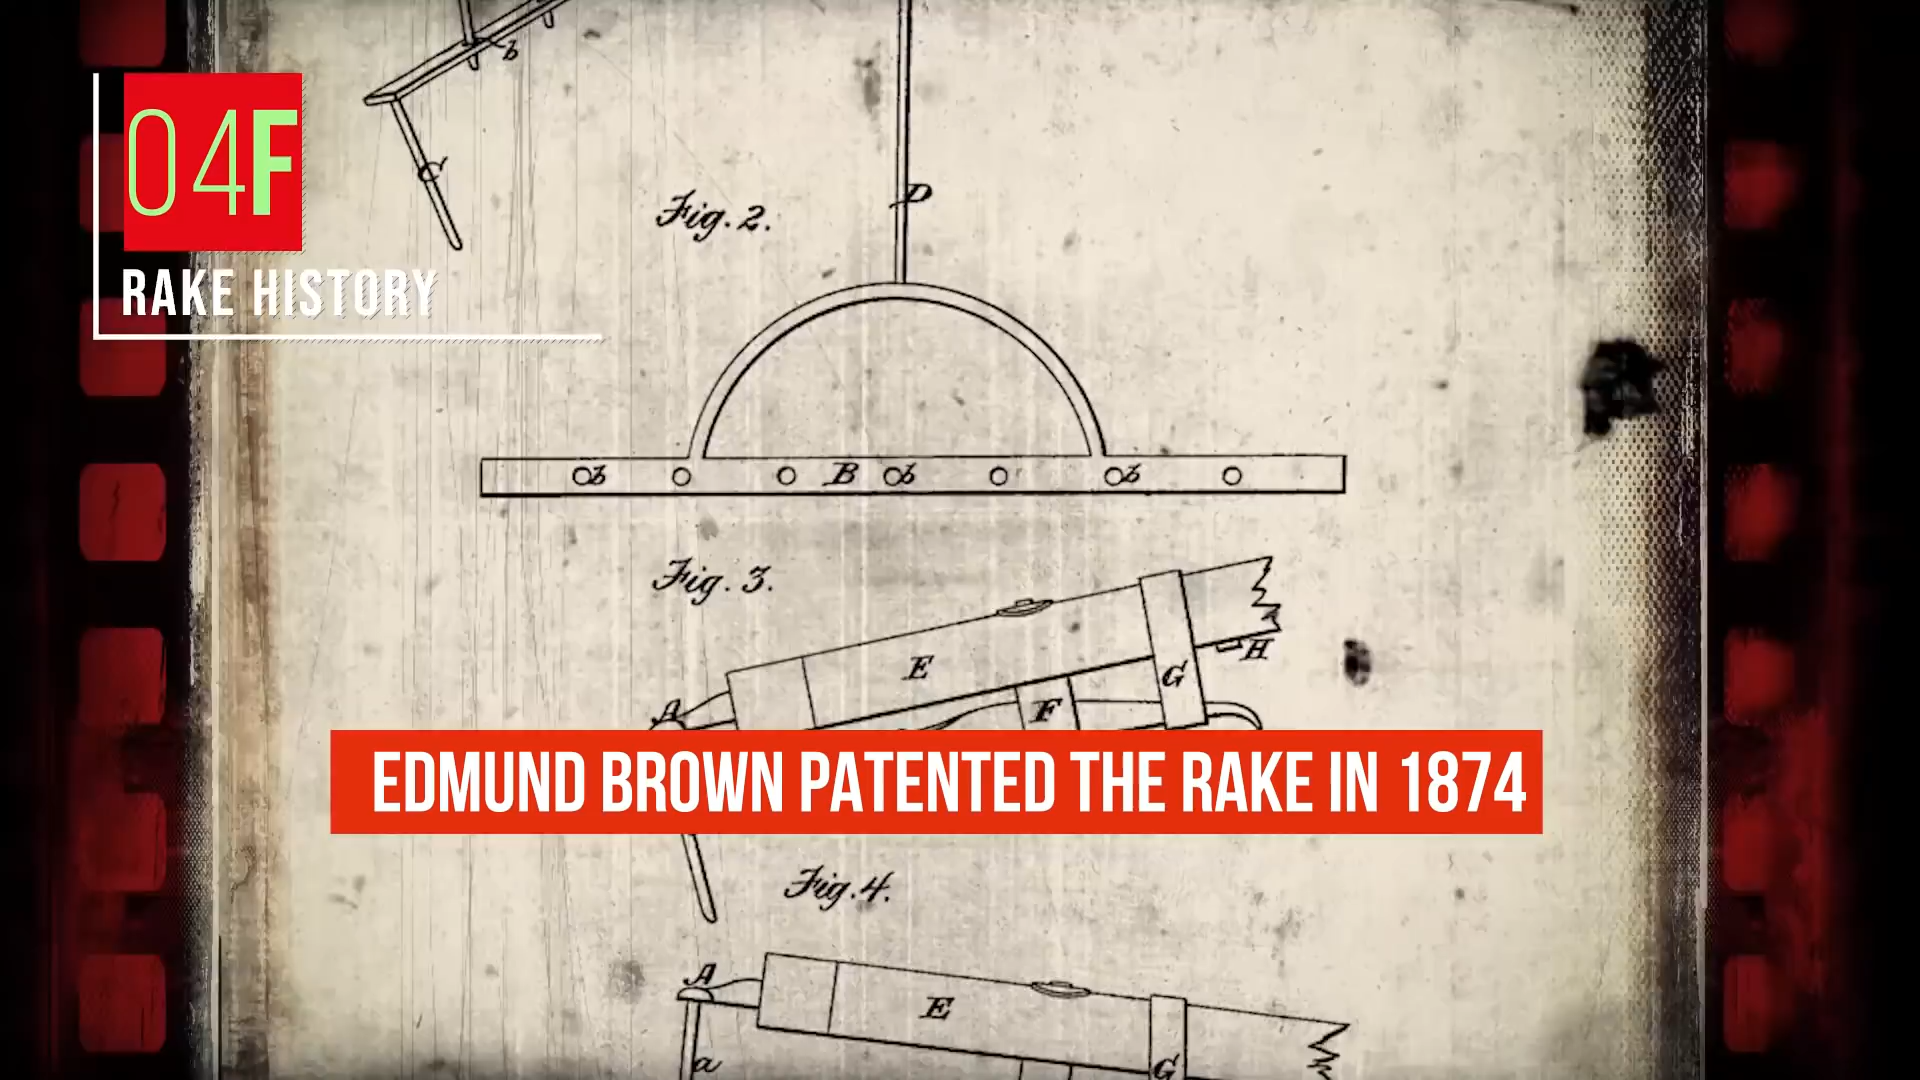 b
04F
C
D
Fig. 2.
RAKE HISTORY
b B b b
Fig. 3.
E
H
G
A
F
EDMUND BROWN PATENTED THE RAKE IN 1874
Fig. 4.
A
E
a
G